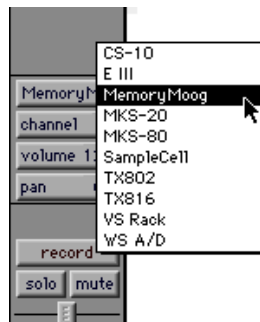 CS-10
E III
MemoryM
MemoryMoog
channel
MKS-20
MKS-80
volume 1
SampleCell
pan
TX802
TX816
VS Rack
WS A/D
record
solo mute